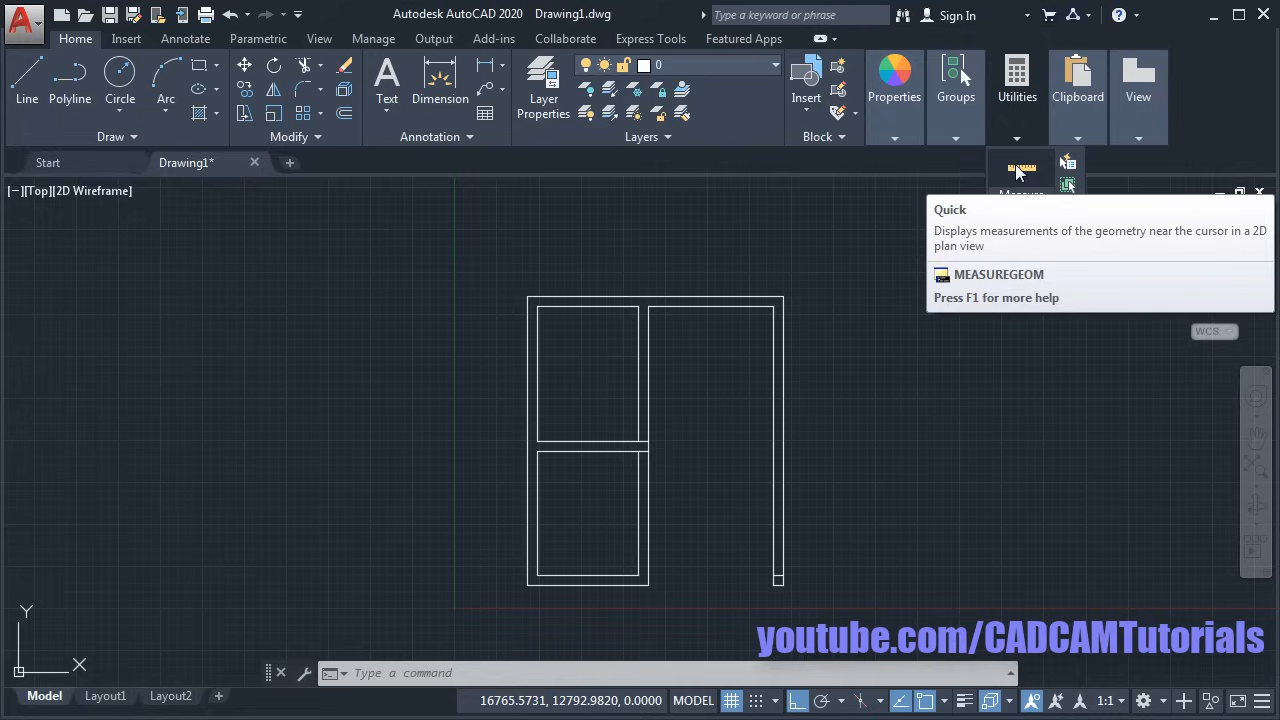 Autodesk AutoCAD 2020 Drawing1.dwg
Type a keyword or phrase
Sign In
Home Insert Annotate Parametric View Manage Output Add-ins Collaborate Express Tools Featured Apps
Line Polyline Circle Arc
Text Dimension
Layer
Properties
0
Insert
Properties Groups Utilities Clipboard View
Draw Modify Annotation Layers Block
Start Drawing1*
[−][Top][2D Wireframe]
Measure
Quick
Displays measurements of the geometry near the cursor in a 2D
plan view
MEASUREGEOM
Press F1 for more help
WCS
Y
X
youtube.com/CADCAMTutorials
Type a command
Model Layout1 Layout2
16765.5731, 12792.9820, 0.0000 MODEL
1:1